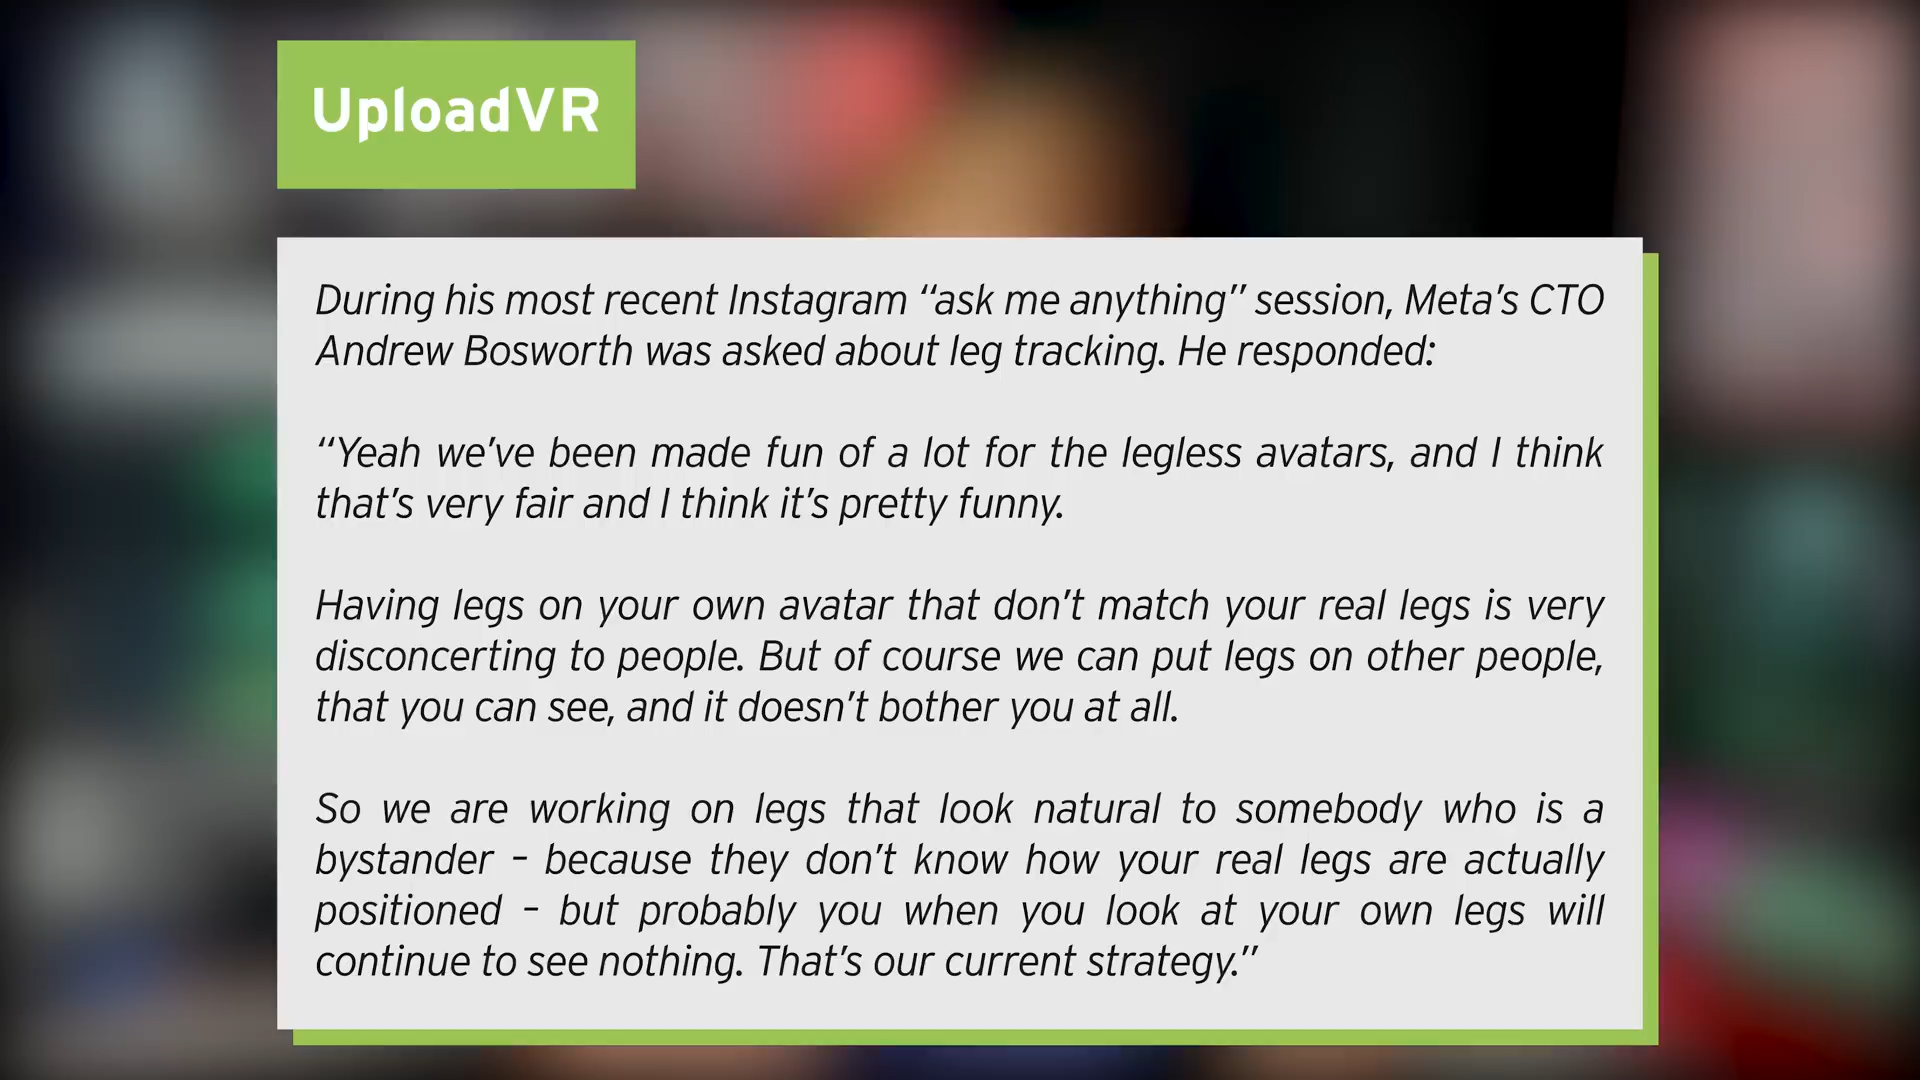 UploadVR
During his most recent Instagram “ask me anything” session, Meta’s CTO
Andrew Bosworth was asked about leg tracking. He responded:
“Yeah we’ve been made fun of a lot for the legless avatars, and I think
that’s very fair and I think it’s pretty funny.
Having legs on your own avatar that don’t match your real legs is very
disconcerting to people. But of course we can put legs on other people,
that you can see, and it doesn’t bother you at all.
So we are working on legs that look natural to somebody who is a
bystander – because they don’t know how your real legs are actually
positioned – but probably you when you look at your own legs will
continue to see nothing. That’s our current strategy.”